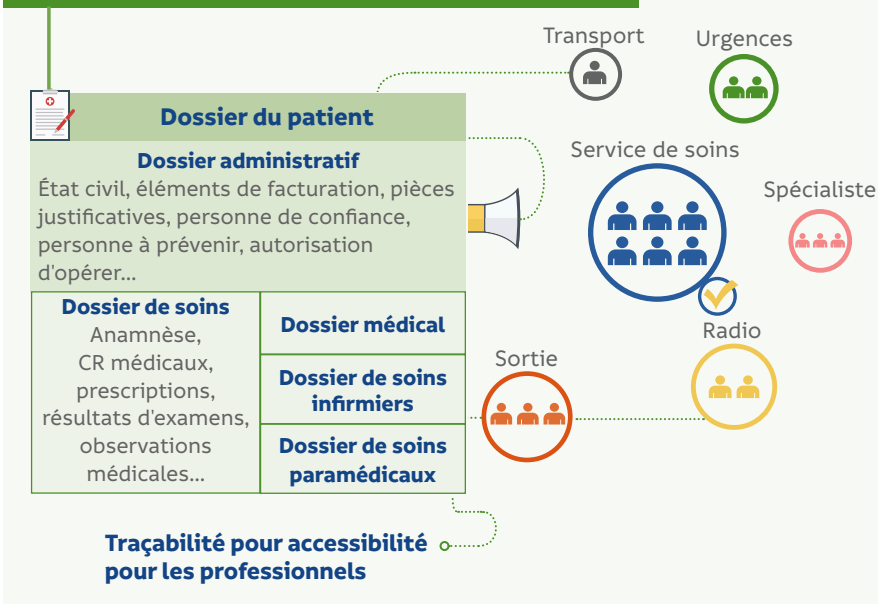 Transport
Urgences
Dossier du patient
Dossier administratif
État civil, éléments de facturation, pièces
justificatives, personne de confiance,
personne à prévenir, autorisation
d'opérer...
Service de soins
Spécialiste
Dossier de soins
Anamnèse,
CR médicaux,
prescriptions,
résultats d'examens,
observations
médicales...
Dossier médical
Dossier de soins
infirmiers
Dossier de soins
paramédicaux
Radio
Sortie
Traçabilité pour accessibilité
pour les professionnels